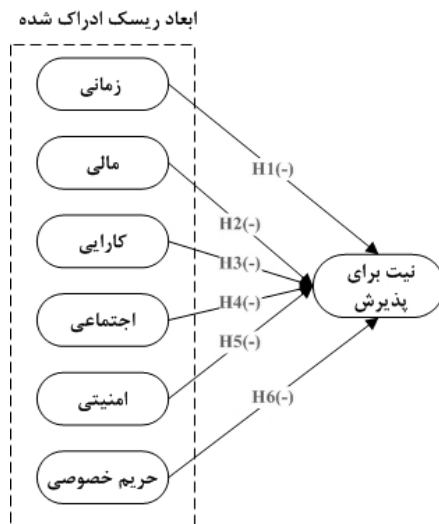 ابعاد ریسک ادراک شده
زمانی
H1(-)
مالی
H2(-)
کارایی
H3(-)
نیت برای
پذیرش
اجتماعی
H4(-)
امنیتی
H5(-)
H6(-)
حریم خصوصی